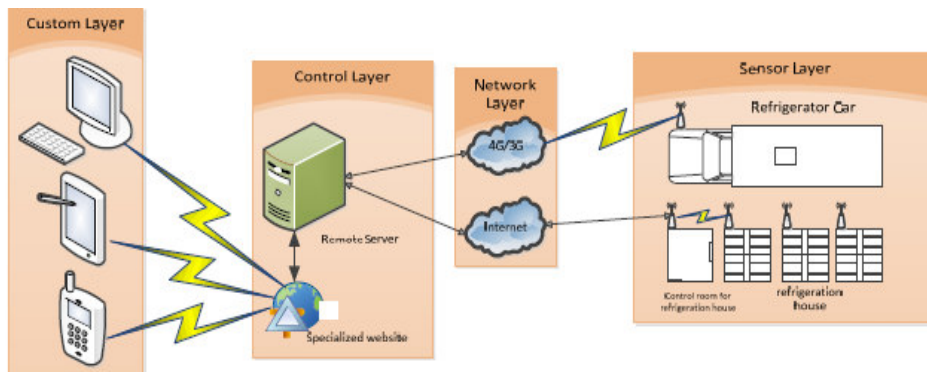 Custom Layer
Control Layer
Remote Server
Specialized website
Network
Layer
4G/3G
Internet
Sensor Layer
Refrigerator Car
Control room for
refrigeration house
refrigeration
house